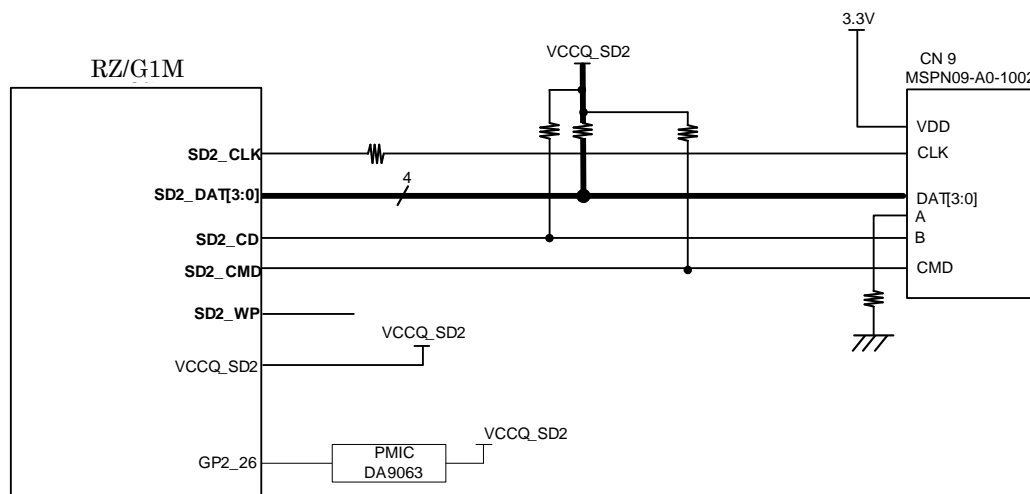 3.3V
VCCQ_SD2
CN 9
MSPN09-A0-1002
RZ/G1M
VDD
SD2_CLK
CLK
4
SD2_DAT[3:0]
DAT[3:0]
A
SD2_CD
B
SD2_CMD
CMD
SD2_WP
VCCQ_SD2
VCCQ_SD2
VCCQ_SD2
GP2_26
PMIC
DA9063